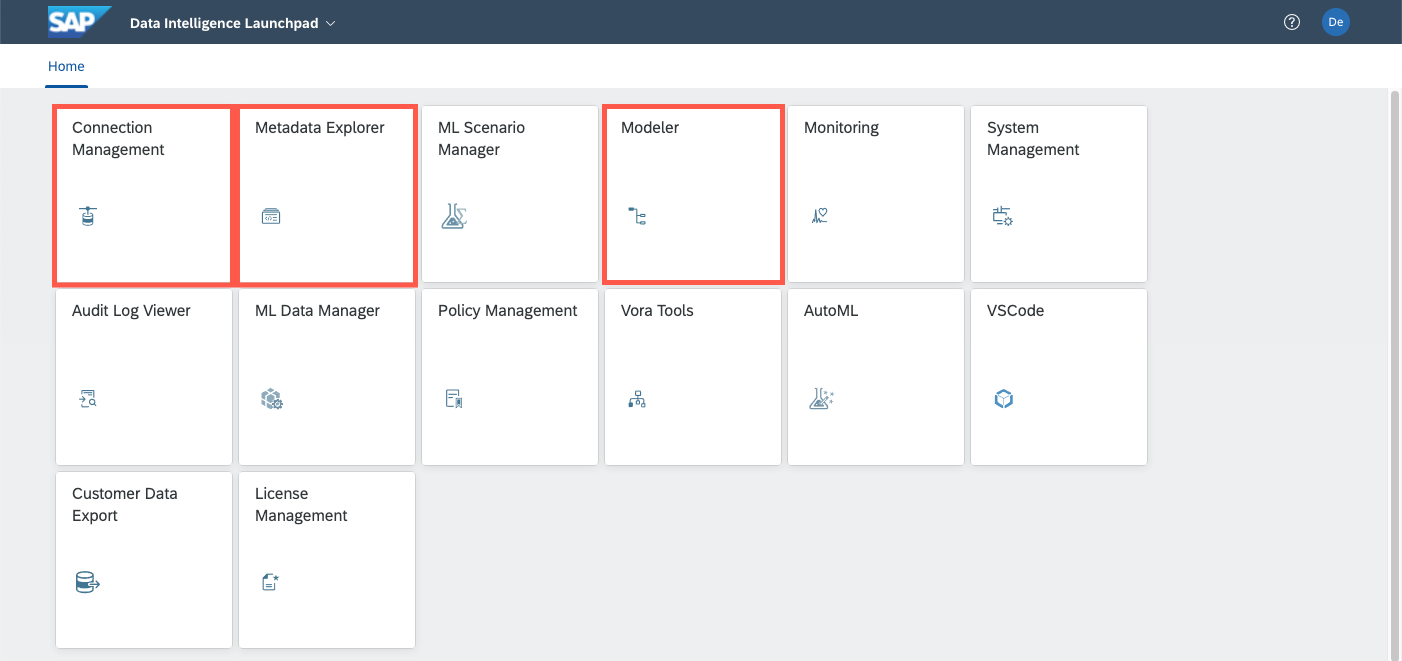 SAP
Data Intelligence Launchpad
?
De
Home
Connection
Management
Metadata Explorer
ML Scenario
Manager
Modeler
Monitoring
System
Management
Audit Log Viewer
ML Data Manager
Policy Management
Vora Tools
AutoML
VSCode
Customer Data
Export
License
Management